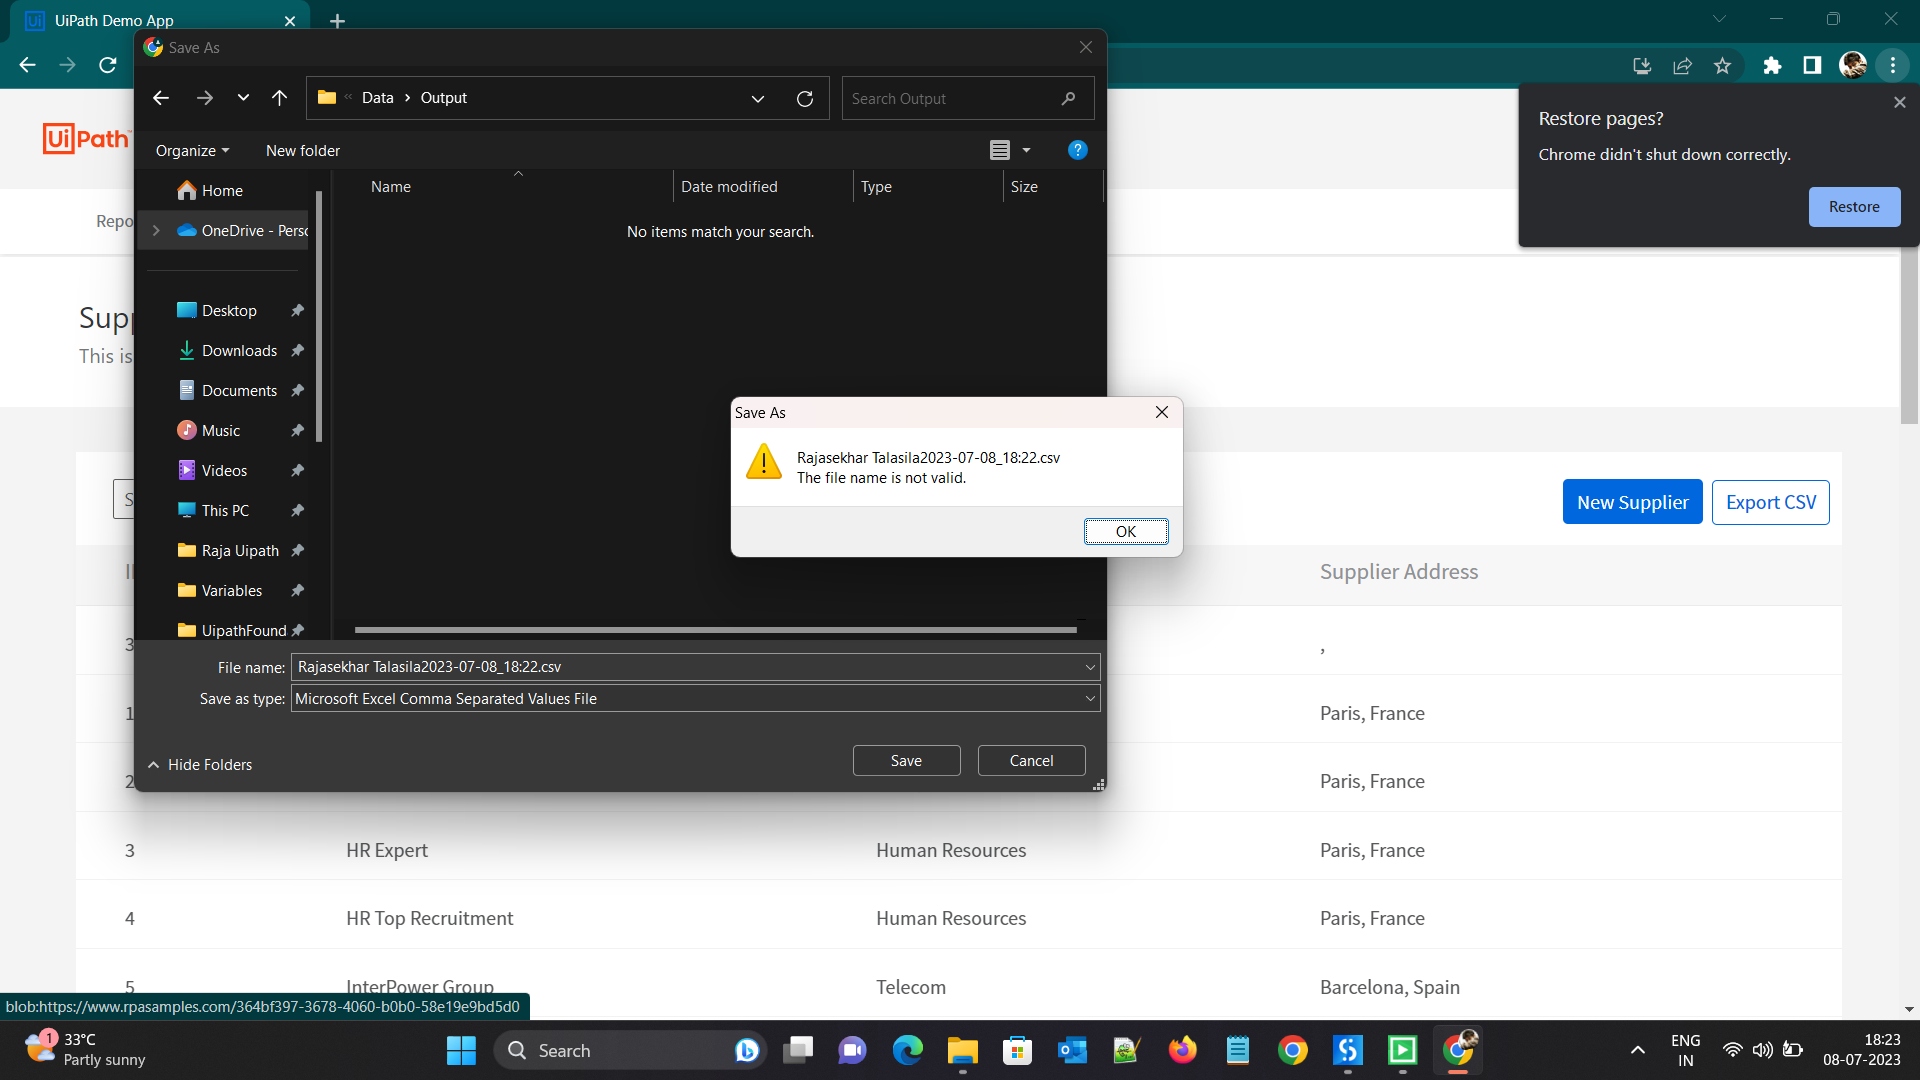 UiPath Demo App
Save As
Data
Output
Search Output
Restore pages?
Chrome didn't shut down correctly.
Restore
UiPath
Organize
New folder
Name
Date modified
Type
Size
No items match your search.
Home
OneDrive - Perso
Repo
Desktop
Downloads
Documents
Music
Videos
This PC
Raja Uipath
Variables
UipathFound
Supp
This is
Save As
Rajasekhar Talasila2023-07-08_18:22.csv
The file name is not valid.
OK
New Supplier
Export CSV
S
Supplier Address
3
,
File name:
Rajasekhar Talasila2023-07-08_18:22.csv
Save as type:
Microsoft Excel Comma Separated Values File
1
Paris, France
Hide Folders
Save
Cancel
2
Paris, France
3
HR Expert
Human Resources
Paris, France
4
HR Top Recruitment
Human Resources
Paris, France
5
InterPower Group
Telecom
Barcelona, Spain
blob:https://www.rpasamples.com/364bf397-3678-4060-b0b0-58e19e9bd5d0
1
33°C
Partly sunny
Search
ENG
IN
18:23
08-07-2023